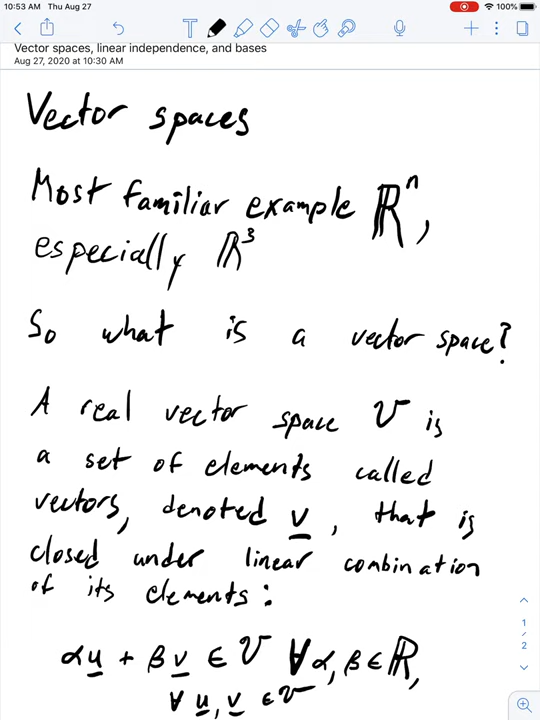 10:53 AM Thu Aug 27
100%
Vector spaces, linear independence, and bases
Aug 27, 2020 at 10:30 AM
Vector spaces
Most familiar example ℝⁿ,
especially ℝ³
So what is a vector space?
A real vector space V is
a set of elements called
vectors, denoted v̲, that is
closed under linear combination
of its elements:
αu̲ + βv̲ ∈ V ∀α, β ∈ ℝ,
∀ u̲, v̲ ∈ V
1
/
2